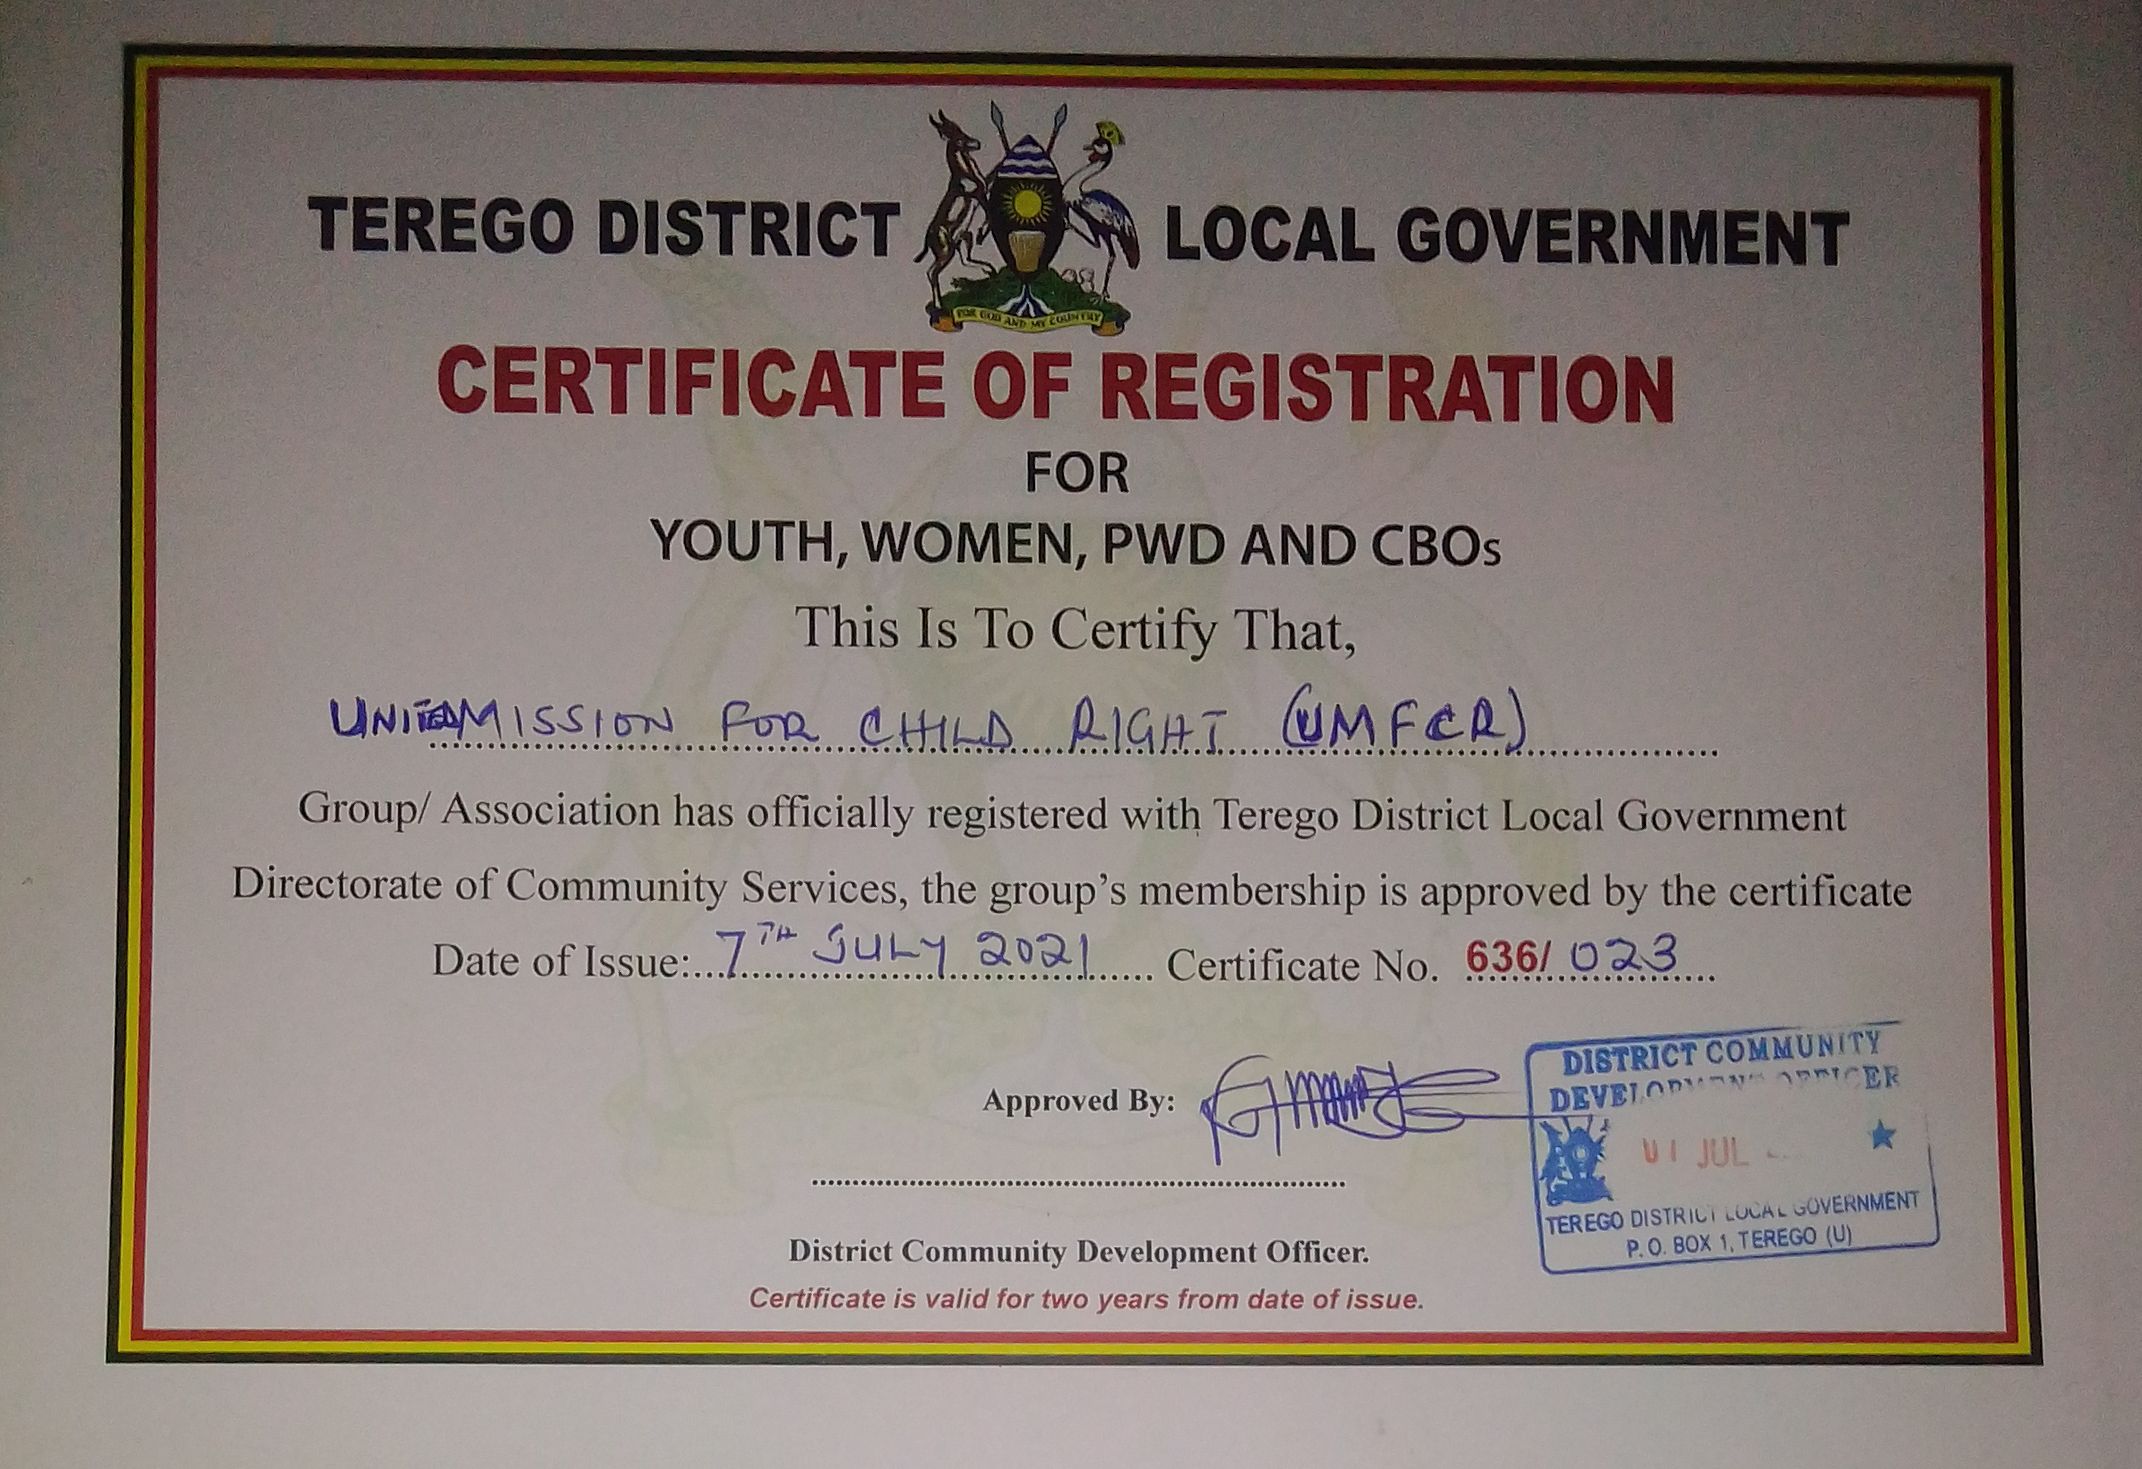 TEREGO DISTRICT LOCAL GOVERNMENT
FOR GOD AND MY COUNTRY
CERTIFICATE OF REGISTRATION
FOR
YOUTH, WOMEN, PWD AND CBOs
This Is To Certify That,
UNITED MISSION FOR CHILD RIGHT (UMFCR)
Group/ Association has officially registered with Terego District Local Government
Directorate of Community Services, the group's membership is approved by the certificate
Date of Issue: 7TH JULY 2021 Certificate No. 636/ 023
Approved By:
DISTRICT COMMUNITY
DEVELOPMENT OFFICER
JUL
TEREGO DISTRICT LOCAL GOVERNMENT
P.O. BOX 1, TEREGO (U)
District Community Development Officer.
Certificate is valid for two years from date of issue.